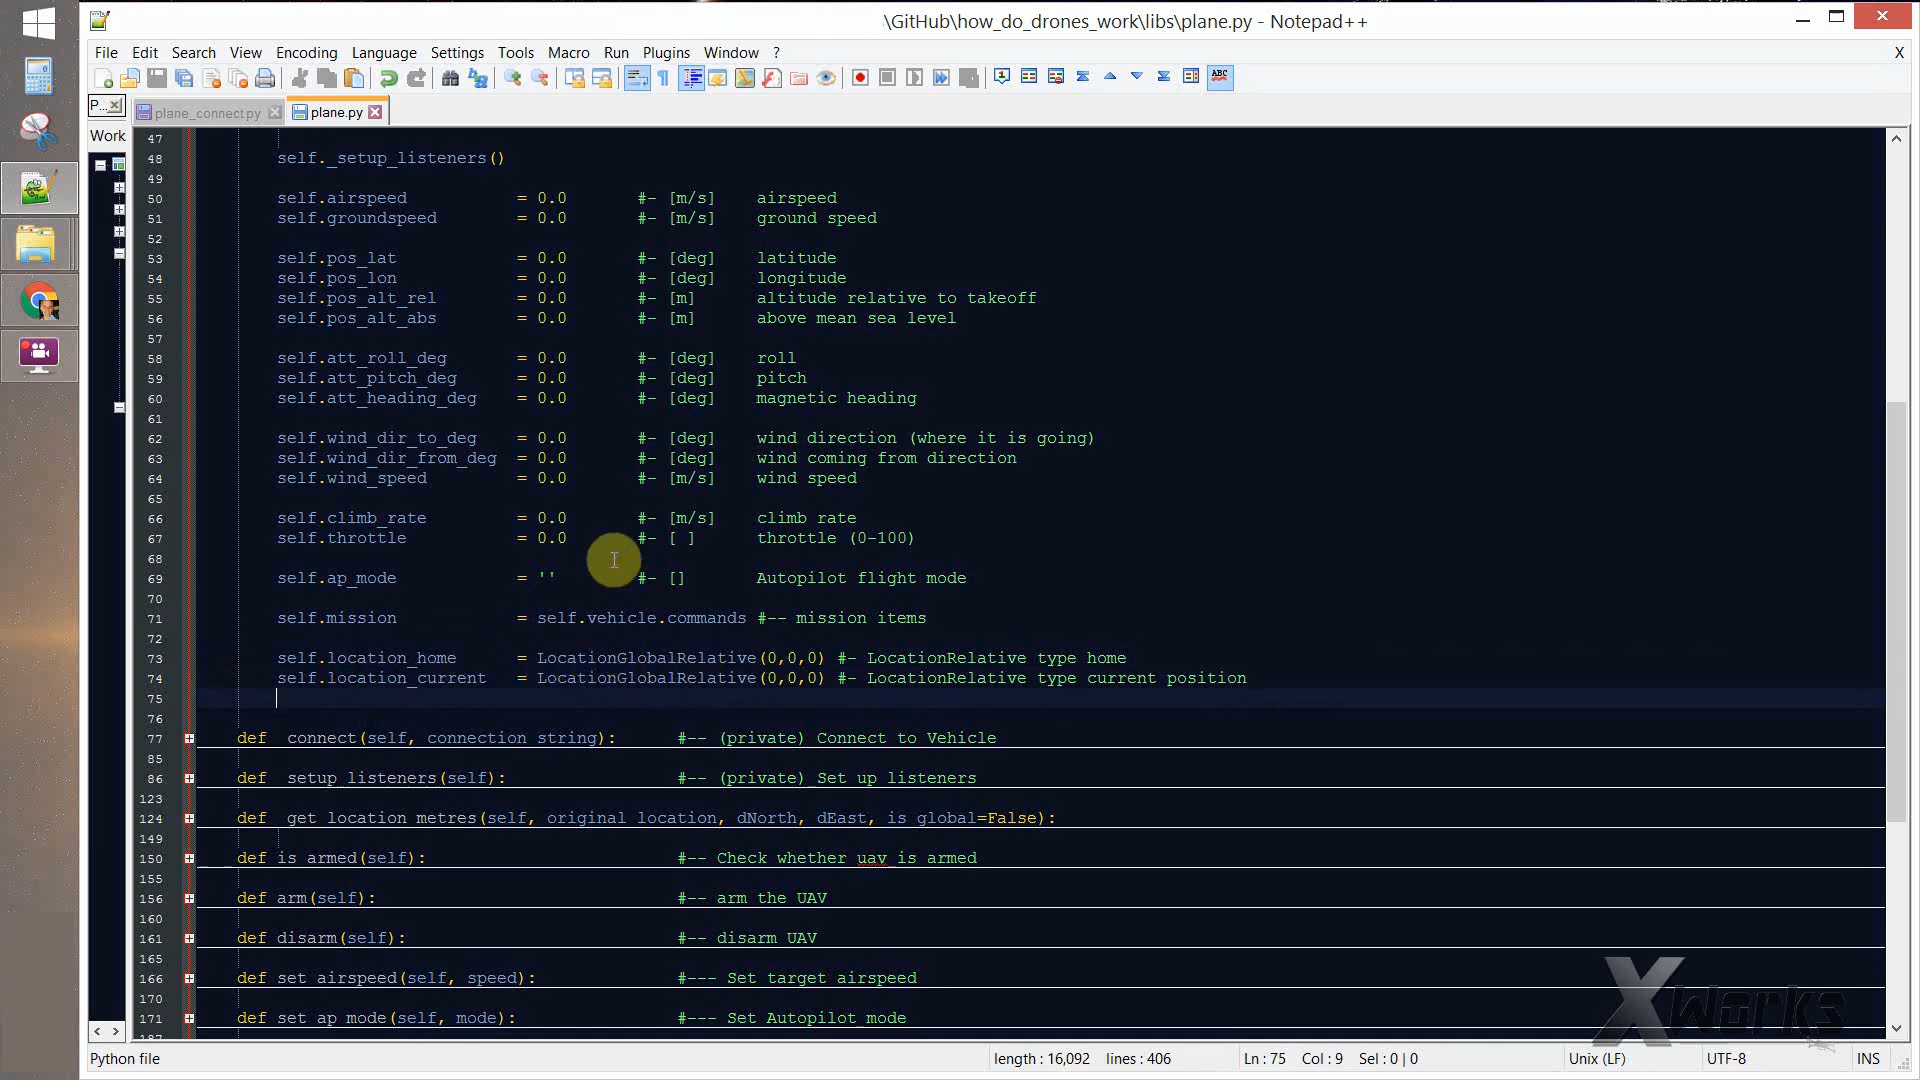 \GitHub\how_do_drones_work\libs\plane.py - Notepad++
File Edit Search View Encoding Language Settings Tools Macro Run Plugins Window ? X
ABC
P... plane_connect.py plane.py
Work
47
48 self._setup_listeners()
49
50 self.airspeed = 0.0 #- [m/s] airspeed
51 self.groundspeed = 0.0 #- [m/s] ground speed
52
53 self.pos_lat = 0.0 #- [deg] latitude
54 self.pos_lon = 0.0 #- [deg] longitude
55 self.pos_alt_rel = 0.0 #- [m] altitude relative to takeoff
56 self.pos_alt_abs = 0.0 #- [m] above mean sea level
57
58 self.att_roll_deg = 0.0 #- [deg] roll
59 self.att_pitch_deg = 0.0 #- [deg] pitch
60 self.att_heading_deg = 0.0 #- [deg] magnetic heading
61
62 self.wind_dir_to_deg = 0.0 #- [deg] wind direction (where it is going)
63 self.wind_dir_from_deg = 0.0 #- [deg] wind coming from direction
64 self.wind_speed = 0.0 #- [m/s] wind speed
65
66 self.climb_rate = 0.0 #- [m/s] climb rate
67 self.throttle = 0.0 #- [ ] throttle (0-100)
68
69 self.ap_mode = '' #- [] Autopilot flight mode
70
71 self.mission = self.vehicle.commands #-- mission items
72
73 self.location_home = LocationGlobalRelative(0,0,0) #- LocationRelative type home
74 self.location_current = LocationGlobalRelative(0,0,0) #- LocationRelative type current position
75
76
77 def _connect(self, connection_string): #-- (private) Connect to Vehicle
85
86 def _setup_listeners(self): #-- (private) Set up listeners
123
124 def _get_location_metres(self, original_location, dNorth, dEast, is_global=False):
149
150 def is_armed(self): #-- Check whether uav is armed
155
156 def arm(self): #-- arm the UAV
160
161 def disarm(self): #-- disarm UAV
165
166 def set_airspeed(self, speed): #--- Set target airspeed
170
171 def set_ap_mode(self, mode): #--- Set Autopilot mode
187
XWorks
Python file length : 16,092 lines : 406 Ln : 75 Col : 9 Sel : 0 | 0 Unix (LF) UTF-8 INS